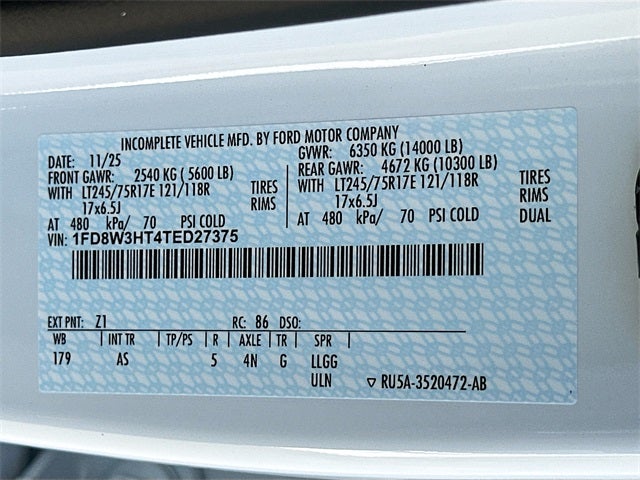 INCOMPLETE VEHICLE MFD. BY FORD MOTOR COMPANY
DATE: 11/25 GVWR: 6350 KG (14000 LB)
FRONT GAWR: 2540 KG ( 5600 LB) REAR GAWR: 4672 KG (10300 LB)
WITH LT245/75R17E 121/118R TIRES WITH LT245/75R17E 121/118R TIRES
17x6.5J RIMS 17x6.5J RIMS
AT 480 kPa/ 70 PSI COLD AT 480 kPa/ 70 PSI COLD DUAL
VIN: 1FD8W3HT4TED27375
EXT PNT: Z1 RC: 86 DSO:
WB INT TR TP/PS R AXLE TR SPR
179 AS 5 4N G LLGG
ULN ▽ RU5A-3520472-AB